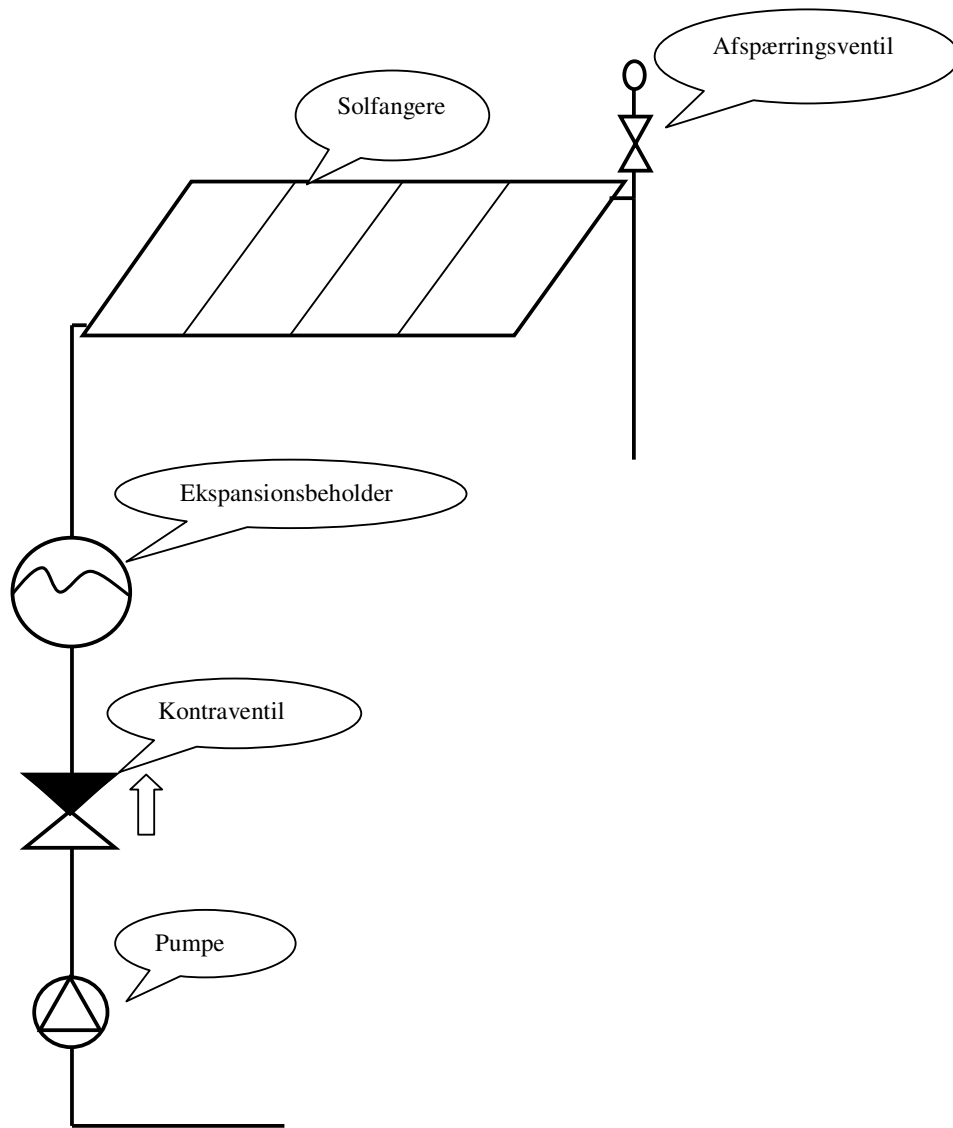 Afspærringsventil
Solfangere
Ekspansionsbeholder
Kontraventil
Pumpe